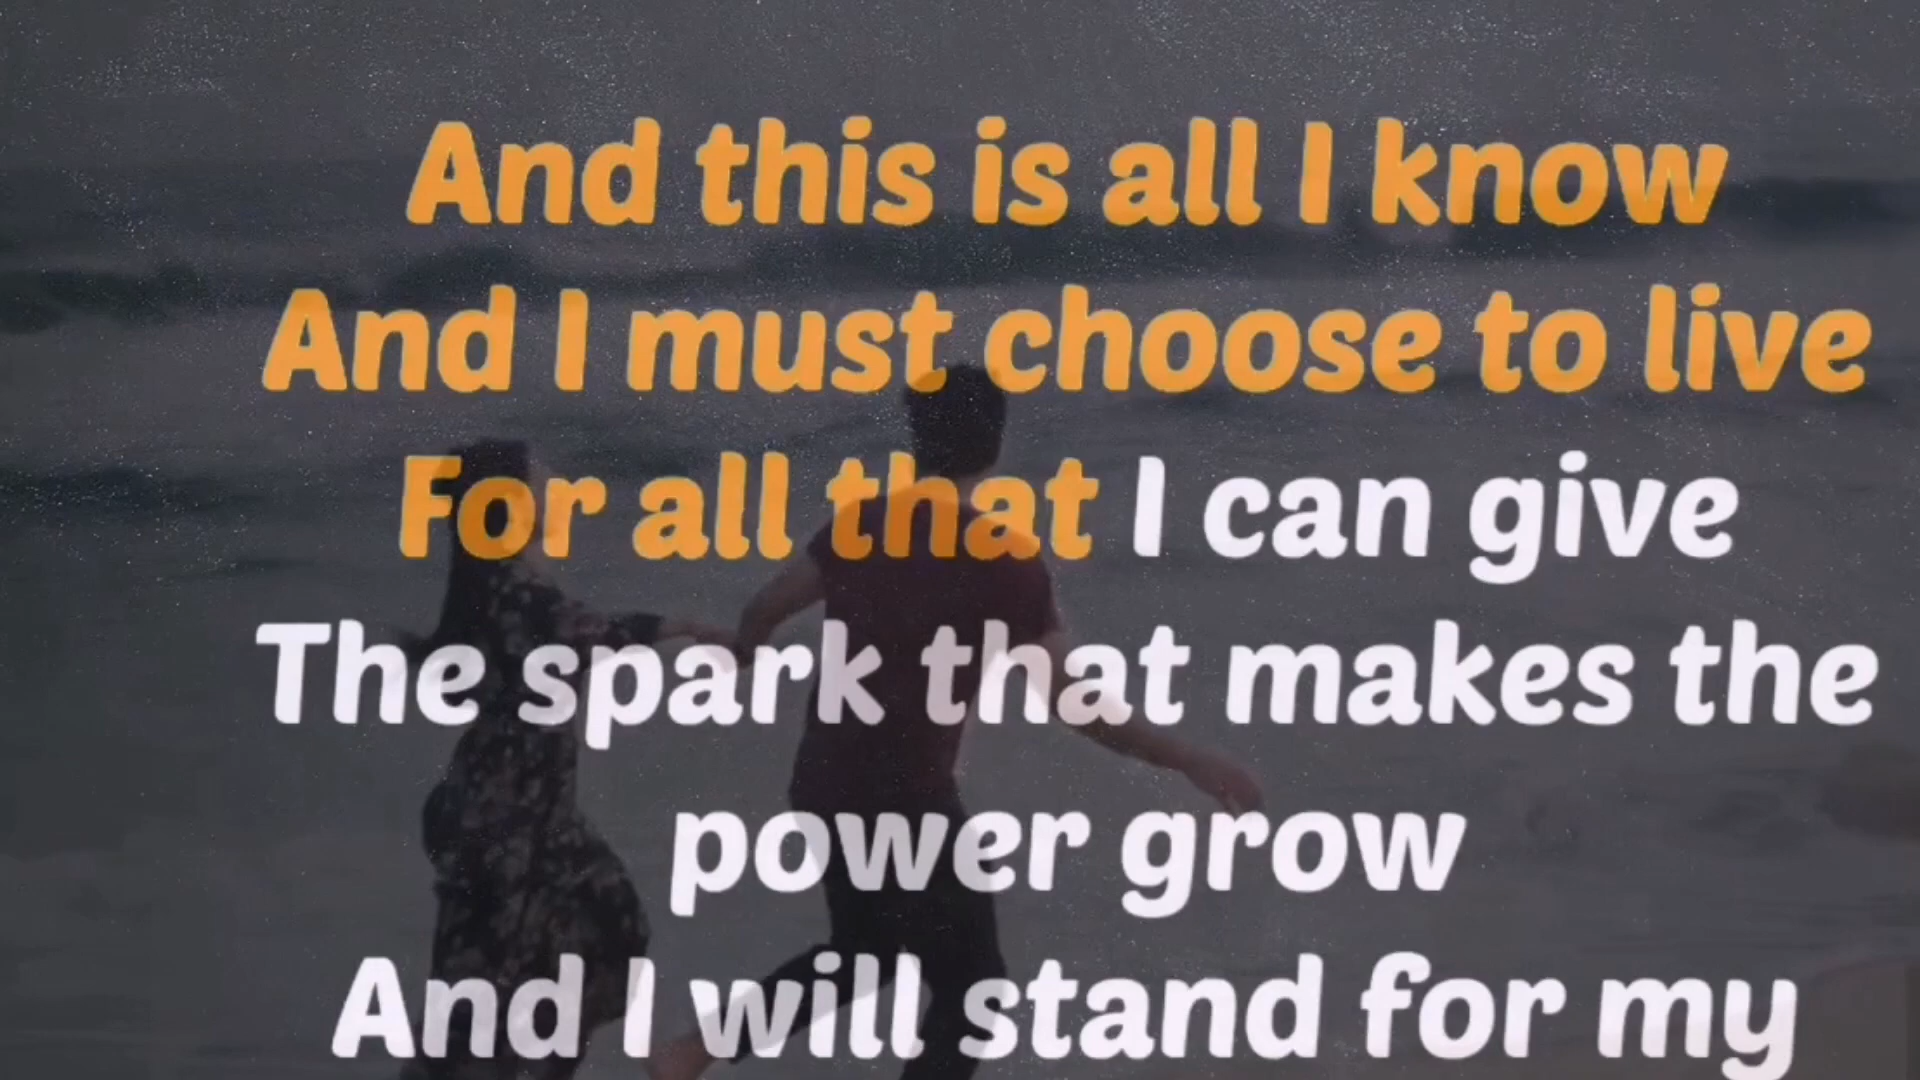 And this is all I know
And I must choose to live
For all that I can give
The spark that makes the
power grow
And I will stand for my